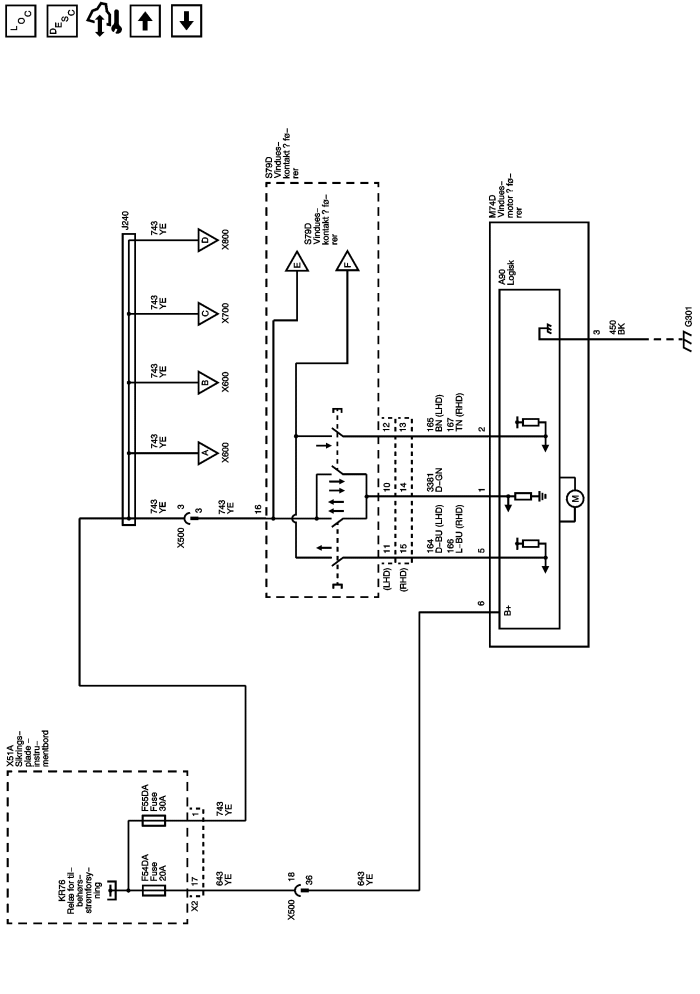 LOC
DESC
X51A
Sikrings-
plade -
instru-
mentbord
KR76
Relæ for til-
behørs-
strømforsy-
ning
F55DA
Fuse
30A
F54DA
Fuse
20A
X2
17
1
643
YE
743
YE
X500
18
36
643
YE
J240
743
YE
X500
3
3
743
YE
16
743
YE
A
X600
743
YE
B
X600
743
YE
C
X700
743
YE
D
X800
S79D
Vindues-
kontakt ? fø-
rer
E
S79D
Vindues-
kontakt ? fø-
rer
F
(LHD)
11
10
12
(RHD)
15
14
13
164
D-BU (LHD)
166
L-BU (RHD)
3381
D-GN
165
BN (LHD)
167
TN (RHD)
6
5
1
2
B+
M74D
Vindues-
motor ? fø-
rer
A90
Logisk
M
3
450
BK
G301